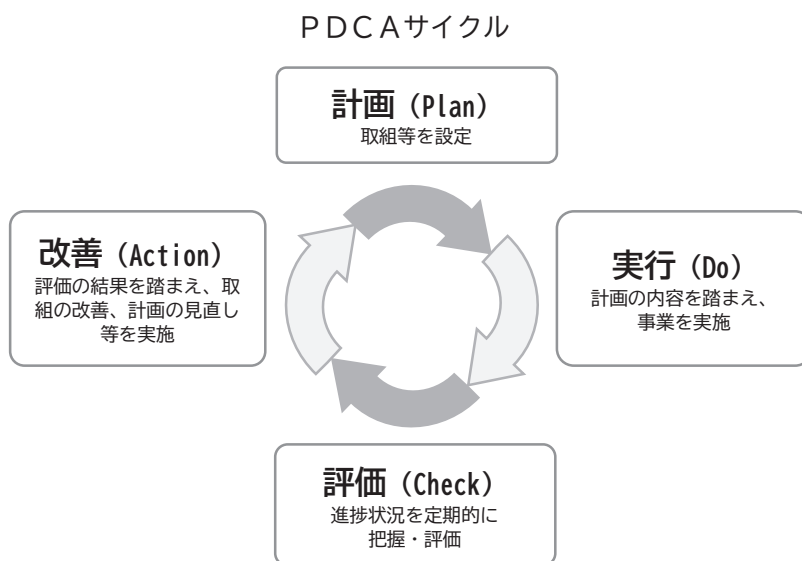 ＰＤＣＡサイクル
計画（Plan）
取組等を設定
実行（Do）
計画の内容を踏まえ、
事業を実施
評価（Check）
進捗状況を定期的に
把握・評価
改善（Action）
評価の結果を踏まえ、取
組の改善、計画の見直し
等を実施